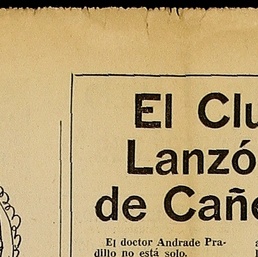 El Clu
Lanzó
de Cañe
El doctor Andrade Pra-
dillo no está solo.